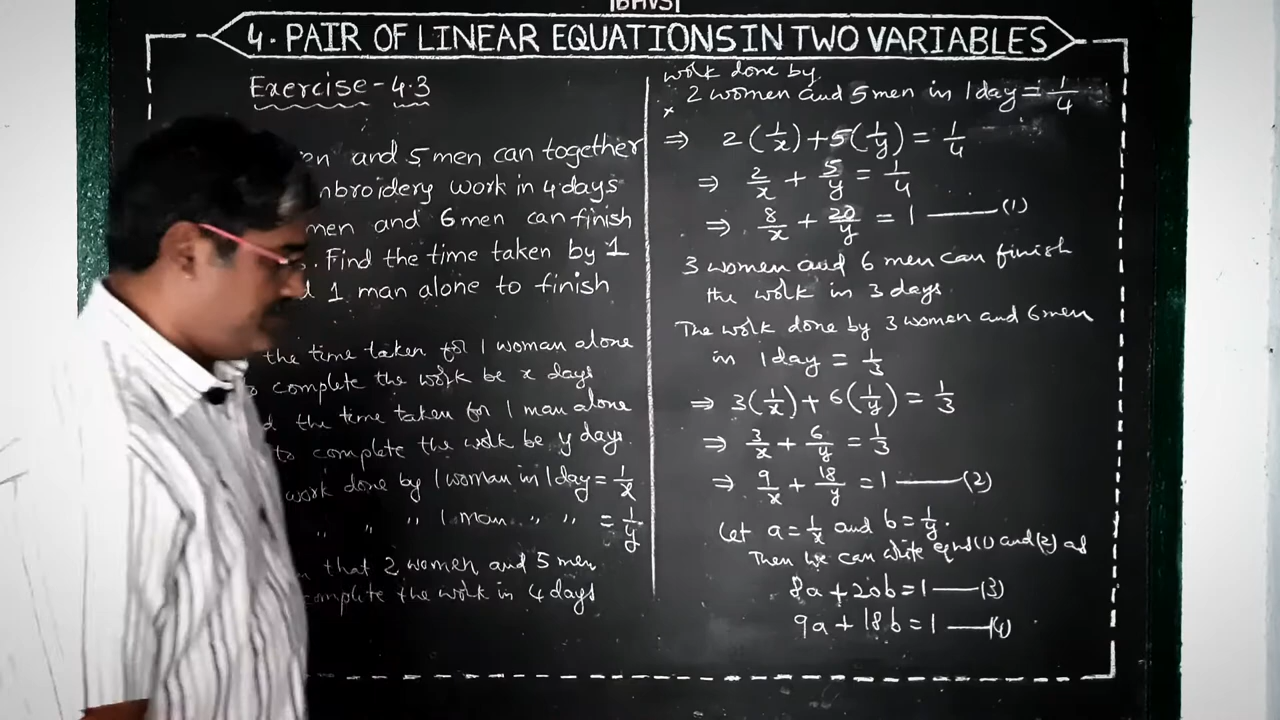 4. PAIR OF LINEAR EQUATIONS IN TWO VARIABLES
Exercise - 4.3
and 5 men can together
work in 4 days
and 6 men can finish
. Find the time taken by 1
1 man alone to finish
the time taken for 1 woman alone
complete the work be x days
the time taken for 1 man alone
to complete the work be y days.
work done by 1 woman in 1 day = 1/x
,, ,, ,, 1 man ,, ,, = 1/y
that 2 women and 5 men
complete the work in 4 days
work done by
2 women and 5 men in 1 day = 1/4
⇒ 2(1/x) + 5(1/y) = 1/4
⇒ 2/x + 5/y = 1/4
⇒ 8/x + 20/y = 1 —— (1)
3 women and 6 men can finish
the work in 3 days
The work done by 3 women and 6 men
in 1 day = 1/3
⇒ 3(1/x) + 6(1/y) = 1/3
⇒ 3/x + 6/y = 1/3
⇒ 9/x + 18/y = 1 —— (2)
Let a = 1/x and b = 1/y.
Then we can write eqns (1) and (2) as
8a + 20b = 1 —— (3)
9a + 18b = 1 —— (4)